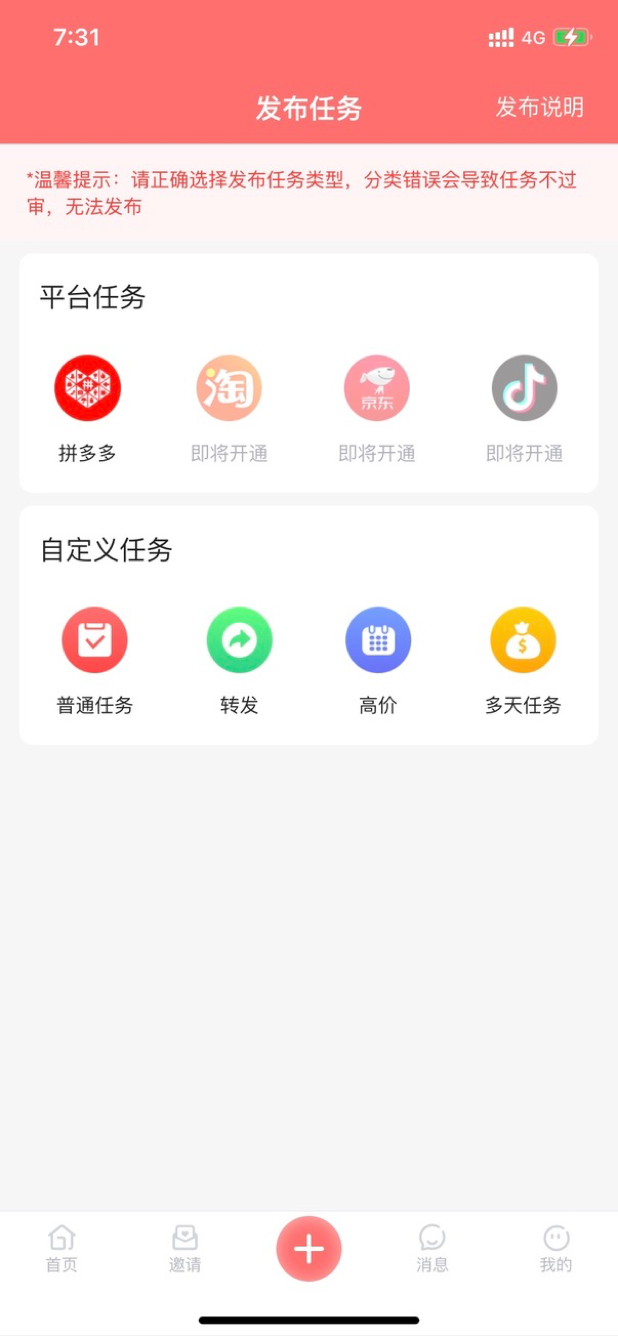 7:31
4G
发布任务
发布说明
*温馨提示：请正确选择发布任务类型，分类错误会导致任务不过
审，无法发布
平台任务
拼
淘
京东
拼多多
即将开通
即将开通
即将开通
自定义任务
普通任务
转发
高价
多天任务
首页
邀请
消息
我的